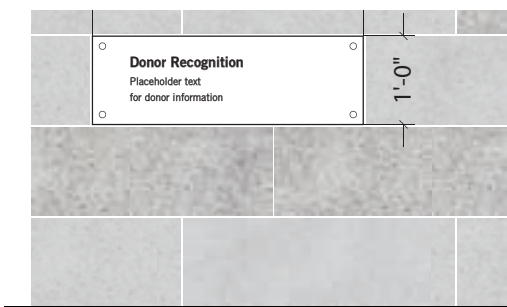 Donor Recognition
Placeholder text
for donor information
1'-0"